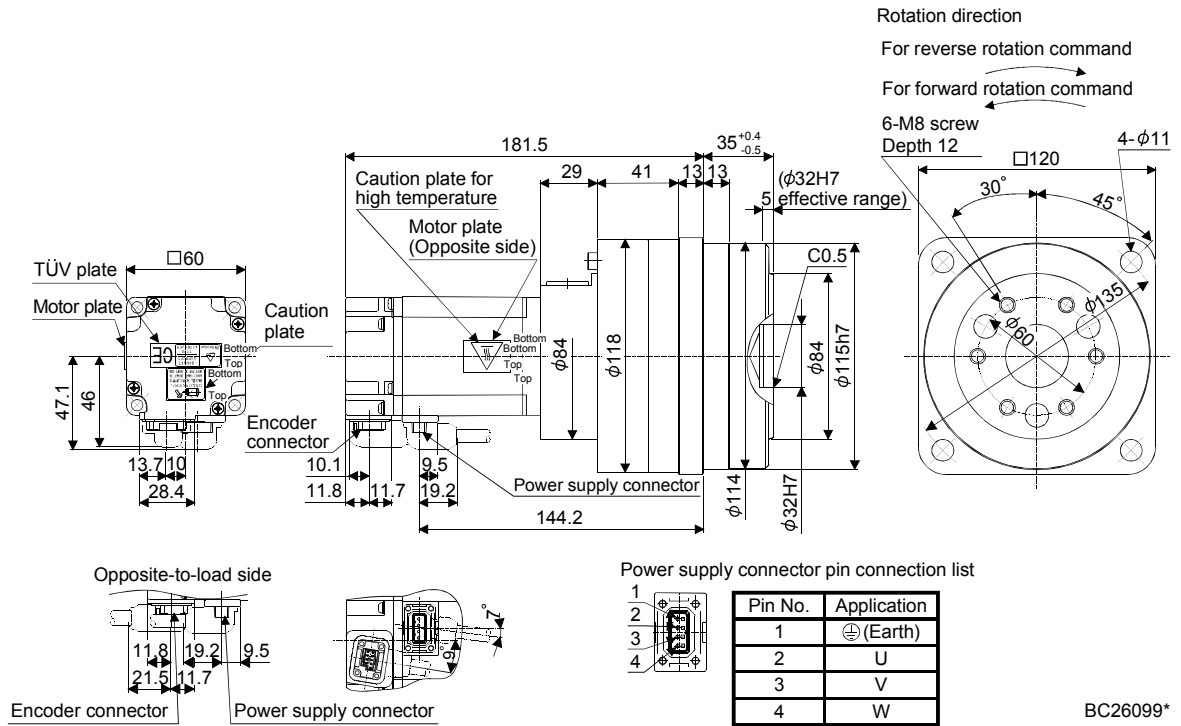 Rotation direction
For reverse rotation command
For forward rotation command
6-M8 screw
Depth 12
4-ϕ11
□120
30°
45°
ϕ135
ϕ60
181.5
35 +0.4 -0.5
29
41
13
13
(ϕ32H7
5
effective range)
Caution plate for
high temperature
Motor plate
(Opposite side)
C0.5
TÜV plate
□60
Motor plate
Caution
plate
Bottom
Top
Bottom
Top
Bottom
Bottom
Top
Top
47.1
46
ϕ84
ϕ118
ϕ84
ϕ115h7
ϕ114
ϕ32H7
Encoder
connector
13.7
10
28.4
10.1
9.5
11.8
11.7
19.2
Power supply connector
144.2
Opposite-to-load side
11.8
19.2
9.5
21.5
11.7
Encoder connector
Power supply connector
7°
Power supply connector pin connection list
1
2
3
4
Pin No. Application
1 (Earth)
2 U
3 V
4 W
BC26099*